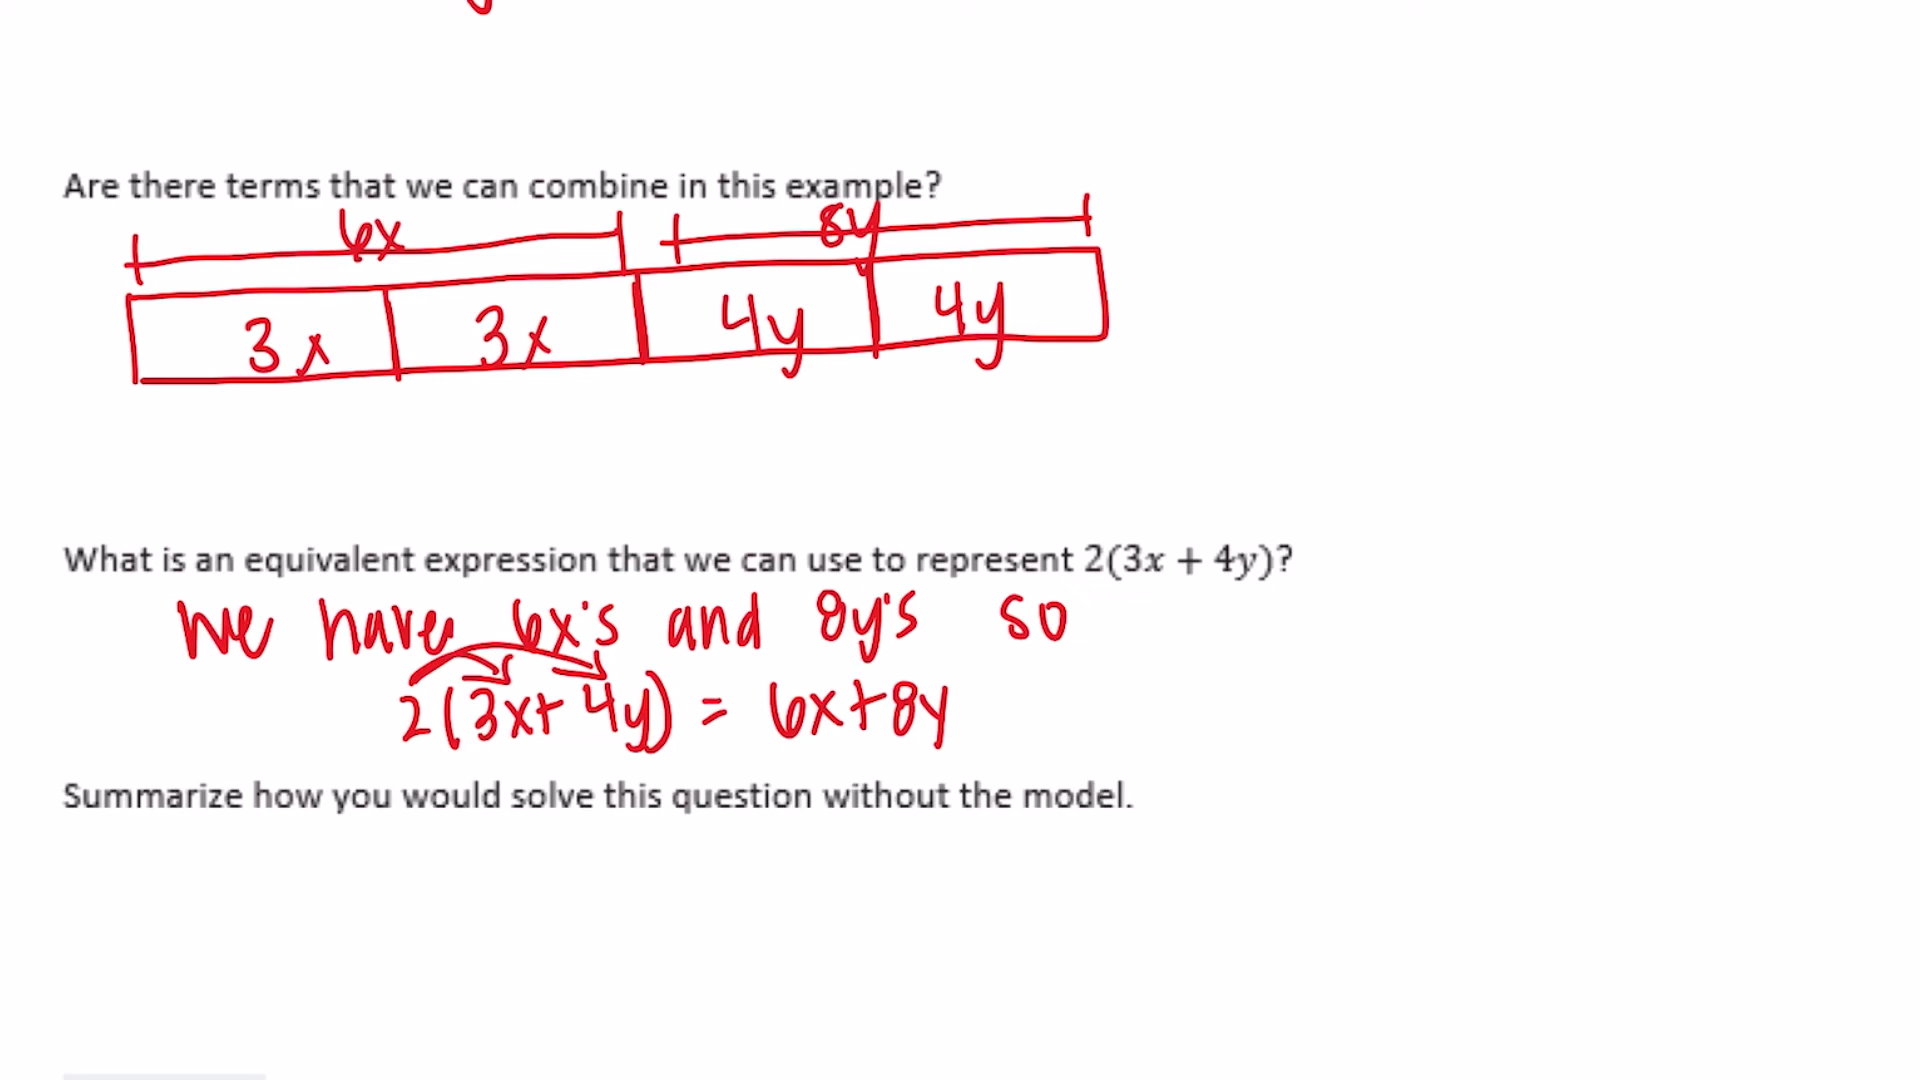 Are there terms that we can combine in this example?
6x 8y
3x 3x 4y 4y
What is an equivalent expression that we can use to represent 2(3x + 4y)?
We have 6x's and 8y's so
2(3x+4y) = 6x+8y
Summarize how you would solve this question without the model.